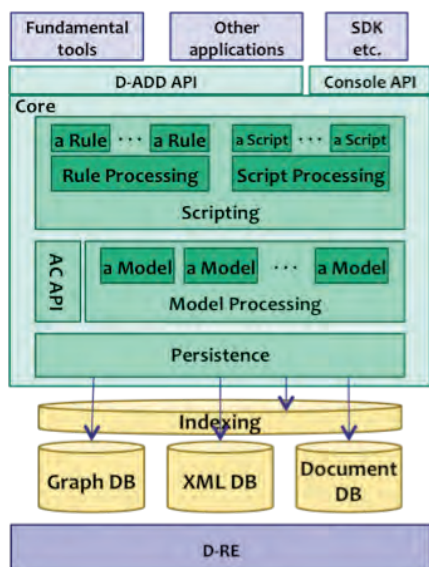 Fundamental tools
Other applications
SDK etc.
D-ADD API
Console API
Core
a Rule ··· a Rule
a Script ··· a Script
Rule Processing
Script Processing
Scripting
AC API
a Model a Model ··· a Model
Model Processing
Persistence
Indexing
Graph DB
XML DB
Document DB
D-RE